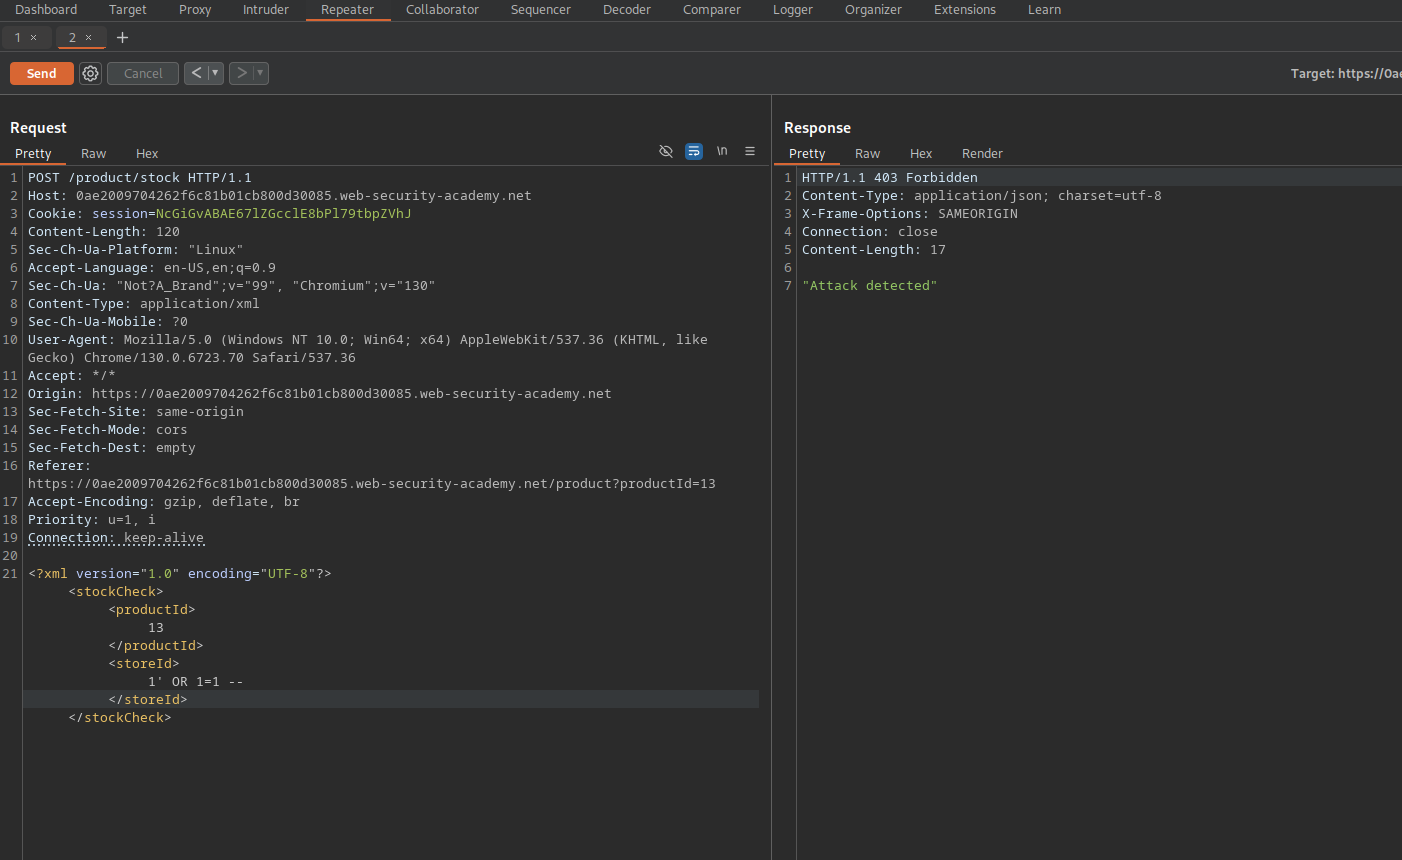 Dashboard Target Proxy Intruder Repeater Collaborator Sequencer Decoder Comparer Logger Organizer Extensions Learn
1 × 2 × +
Send Cancel < > Target: https://0ae
Request
Pretty Raw Hex \n
1 POST /product/stock HTTP/1.1
2 Host: 0ae2009704262f6c81b01cb800d30085.web-security-academy.net
3 Cookie: session=NcGiGvABAE67lZGcclE8bPl79tbpZVhJ
4 Content-Length: 120
5 Sec-Ch-Ua-Platform: "Linux"
6 Accept-Language: en-US,en;q=0.9
7 Sec-Ch-Ua: "Not?A_Brand";v="99", "Chromium";v="130"
8 Content-Type: application/xml
9 Sec-Ch-Ua-Mobile: ?0
10 User-Agent: Mozilla/5.0 (Windows NT 10.0; Win64; x64) AppleWebKit/537.36 (KHTML, like
Gecko) Chrome/130.0.6723.70 Safari/537.36
11 Accept: */*
12 Origin: https://0ae2009704262f6c81b01cb800d30085.web-security-academy.net
13 Sec-Fetch-Site: same-origin
14 Sec-Fetch-Mode: cors
15 Sec-Fetch-Dest: empty
16 Referer:
https://0ae2009704262f6c81b01cb800d30085.web-security-academy.net/product?productId=13
17 Accept-Encoding: gzip, deflate, br
18 Priority: u=1, i
19 Connection: keep-alive
20
21 <?xml version="1.0" encoding="UTF-8"?>
<stockCheck>
<productId>
13
</productId>
<storeId>
1' OR 1=1 --
</storeId>
</stockCheck>
Response
Pretty Raw Hex Render
1 HTTP/1.1 403 Forbidden
2 Content-Type: application/json; charset=utf-8
3 X-Frame-Options: SAMEORIGIN
4 Connection: close
5 Content-Length: 17
6
7 "Attack detected"